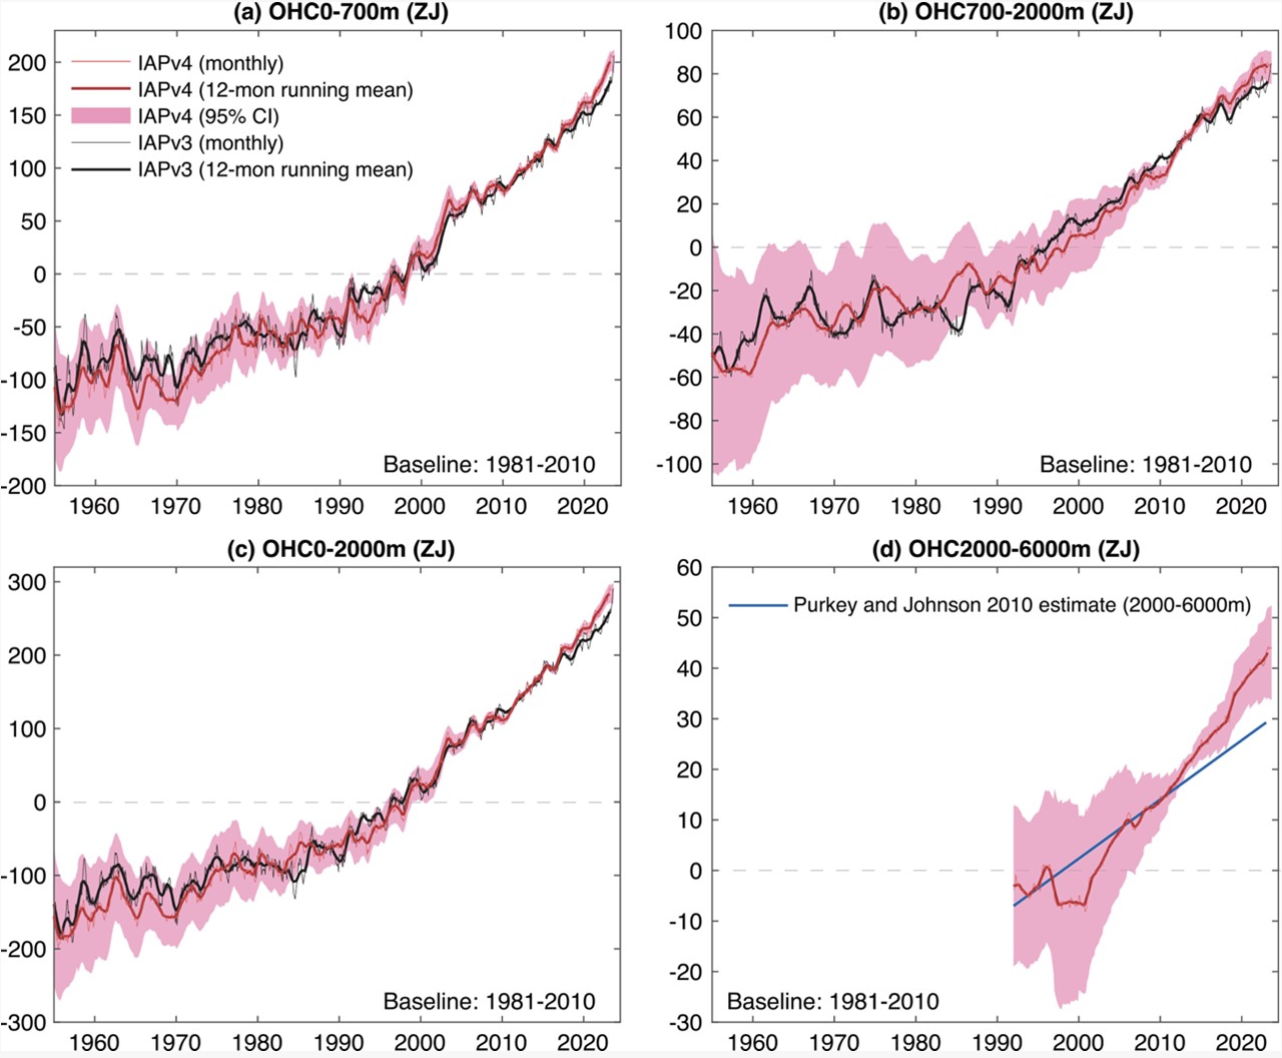 (a) OHC0-700m (ZJ)
200
150
100
50
0
-50
-100
-150
-200
IAPv4 (monthly)
IAPv4 (12-mon running mean)
IAPv4 (95% CI)
IAPv3 (monthly)
IAPv3 (12-mon running mean)
Baseline: 1981-2010
1960 1970 1980 1990 2000 2010 2020
(b) OHC700-2000m (ZJ)
100
80
60
40
20
0
-20
-40
-60
-80
-100
Baseline: 1981-2010
1960 1970 1980 1990 2000 2010 2020
(c) OHC0-2000m (ZJ)
300
200
100
0
-100
-200
-300
Baseline: 1981-2010
1960 1970 1980 1990 2000 2010 2020
(d) OHC2000-6000m (ZJ)
60
50
40
30
20
10
0
-10
-20
-30
Purkey and Johnson 2010 estimate (2000-6000m)
Baseline: 1981-2010
1960 1970 1980 1990 2000 2010 2020